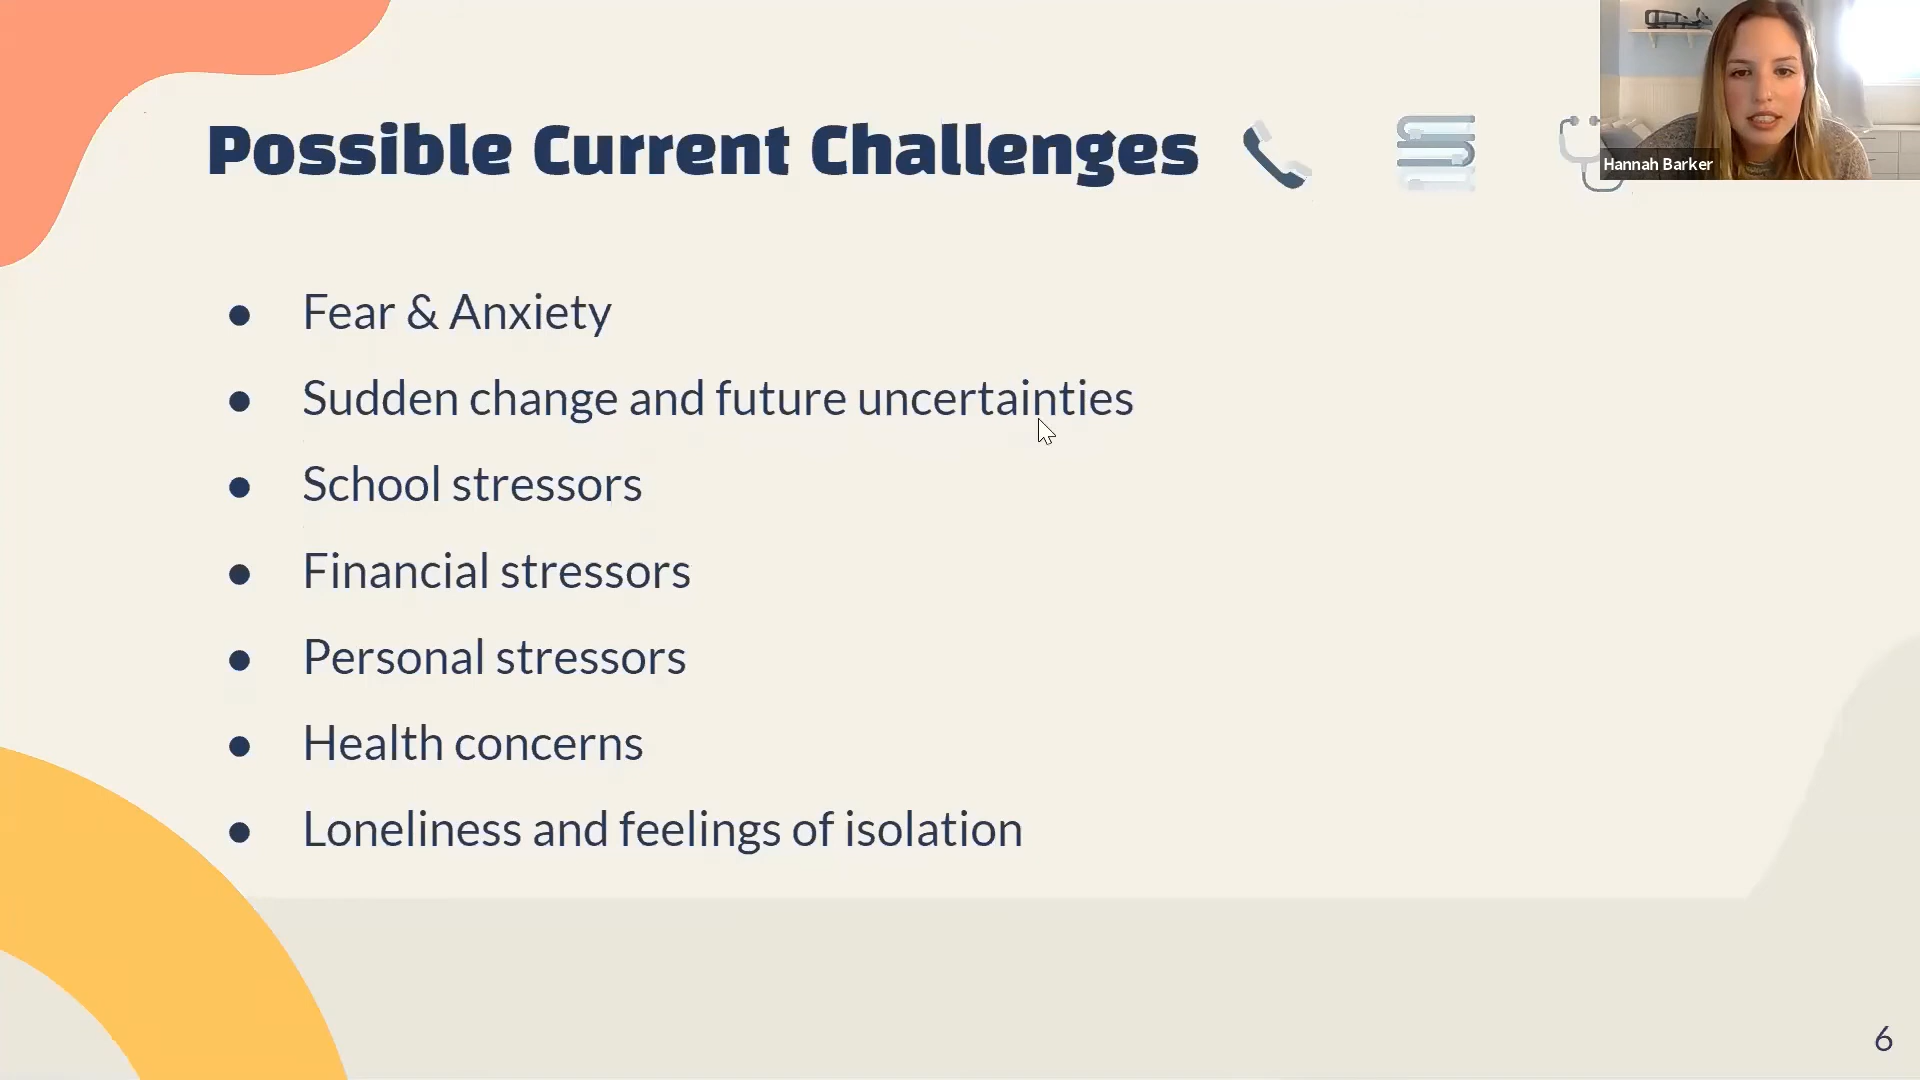 Possible Current Challenges
Hannah Barker
● Fear & Anxiety
● Sudden change and future uncertainties
● School stressors
● Financial stressors
● Personal stressors
● Health concerns
● Loneliness and feelings of isolation
6